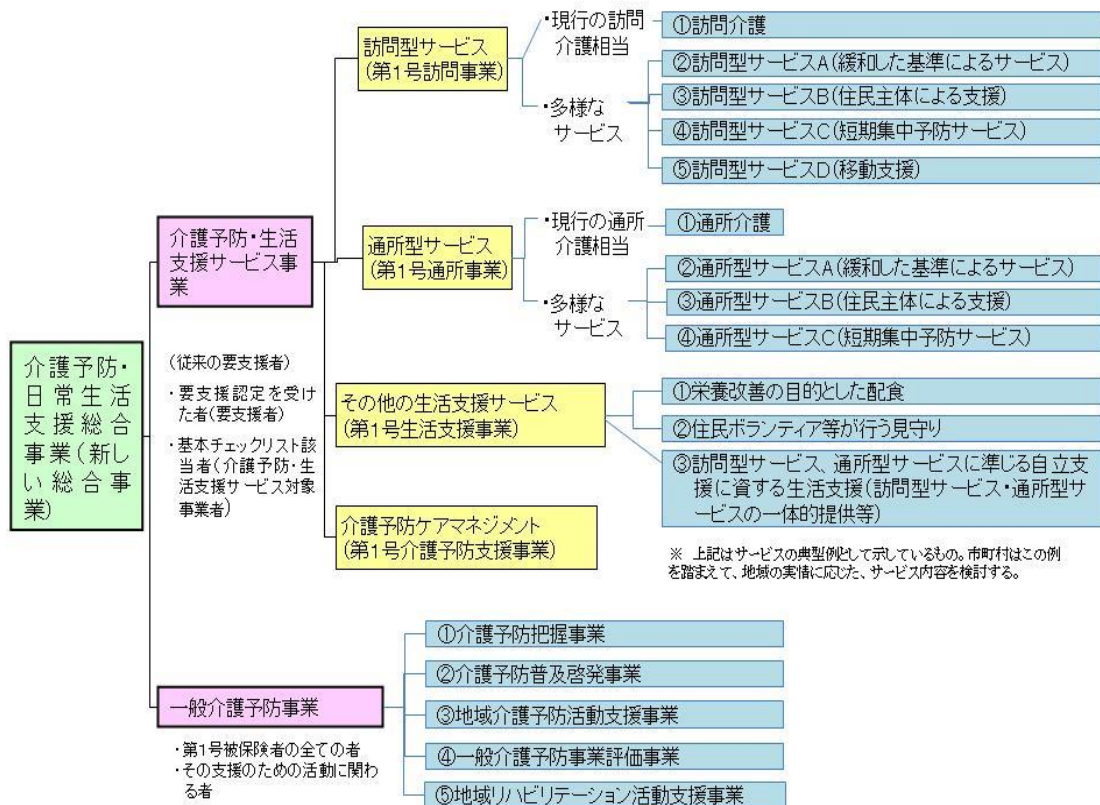 介護予防・
日常生活
支援総合
事業(新し
い総合事
業)
介護予防・生活
支援サービス事
業
(従来の要支援者)
・要支援認定を受け
た者(要支援者)
・基本チェックリスト該
当者(介護予防・生
活支援サービス対象
事業者)
訪問型サービス
(第1号訪問事業)
・現行の訪問
介護相当
①訪問介護
・多様な
サービス
②訪問型サービスA(緩和した基準によるサービス)
③訪問型サービスB(住民主体による支援)
④訪問型サービスC(短期集中予防サービス)
⑤訪問型サービスD(移動支援)
通所型サービス
(第1号通所事業)
・現行の通所
介護相当
①通所介護
・多様な
サービス
②通所型サービスA(緩和した基準によるサービス)
③通所型サービスB(住民主体による支援)
④通所型サービスC(短期集中予防サービス)
その他の生活支援サービス
(第1号生活支援事業)
①栄養改善の目的とした配食
②住民ボランティア等が行う見守り
③訪問型サービス、通所型サービスに準じる自立支
援に資する生活支援(訪問型サービス・通所型サ
ービスの一体的提供等)
介護予防ケアマネジメント
(第1号介護予防支援事業)
※ 上記はサービスの典型例として示しているもの。市町村はこの例
を踏まえて、地域の実情に応じた、サービス内容を検討する。
一般介護予防事業
・第1号被保険者の全ての者
・その支援のための活動に関わ
る者
①介護予防把握事業
②介護予防普及啓発事業
③地域介護予防活動支援事業
④一般介護予防事業評価事業
⑤地域リハビリテーション活動支援事業